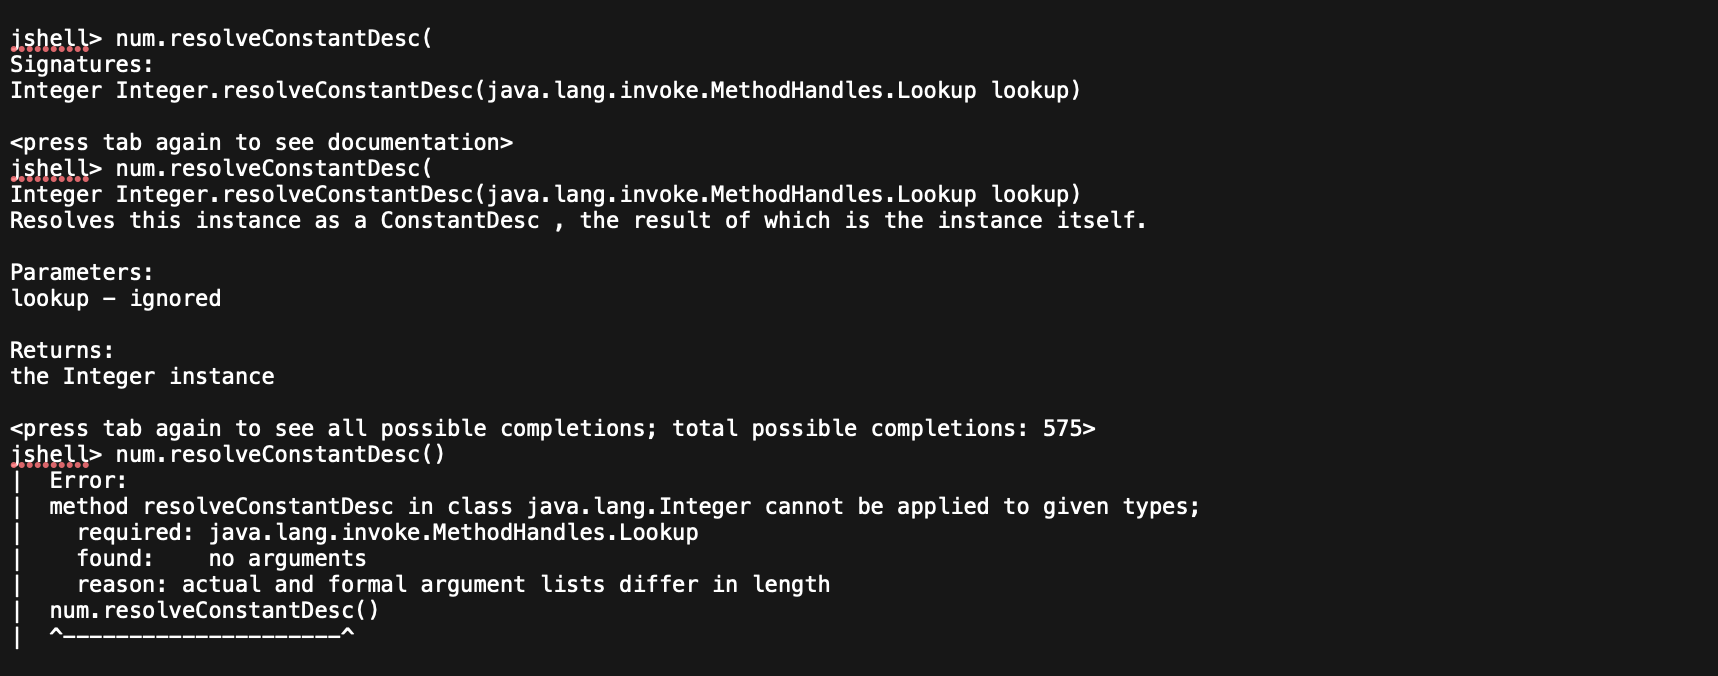 jshell> num.resolveConstantDesc(
Signatures:
Integer Integer.resolveConstantDesc(java.lang.invoke.MethodHandles.Lookup lookup)

<press tab again to see documentation>
jshell> num.resolveConstantDesc(
Integer Integer.resolveConstantDesc(java.lang.invoke.MethodHandles.Lookup lookup)
Resolves this instance as a ConstantDesc , the result of which is the instance itself.

Parameters:
lookup – ignored

Returns:
the Integer instance

<press tab again to see all possible completions; total possible completions: 575>
jshell> num.resolveConstantDesc()
|  Error:
|  method resolveConstantDesc in class java.lang.Integer cannot be applied to given types;
|    required: java.lang.invoke.MethodHandles.Lookup
|    found:    no arguments
|    reason: actual and formal argument lists differ in length
|  num.resolveConstantDesc()
|  ^---------------------^